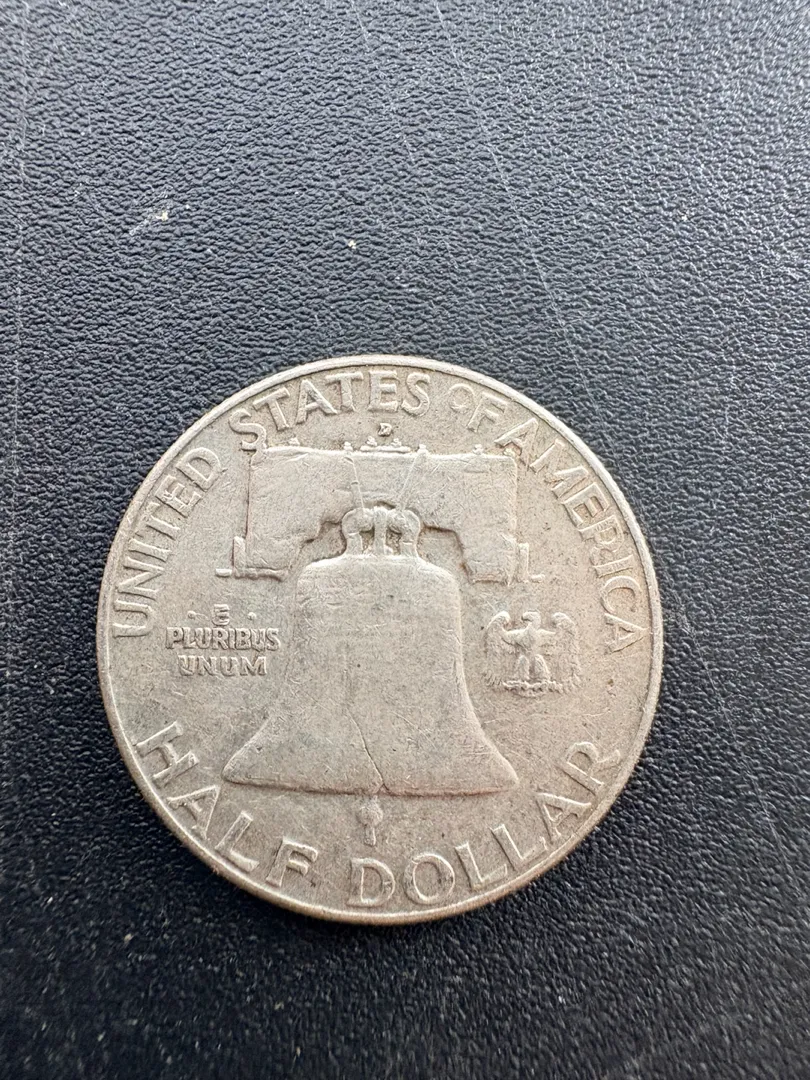 UNITED STATES OF AMERICA
D
· E ·
PLURIBUS
UNUM
HALF DOLLAR